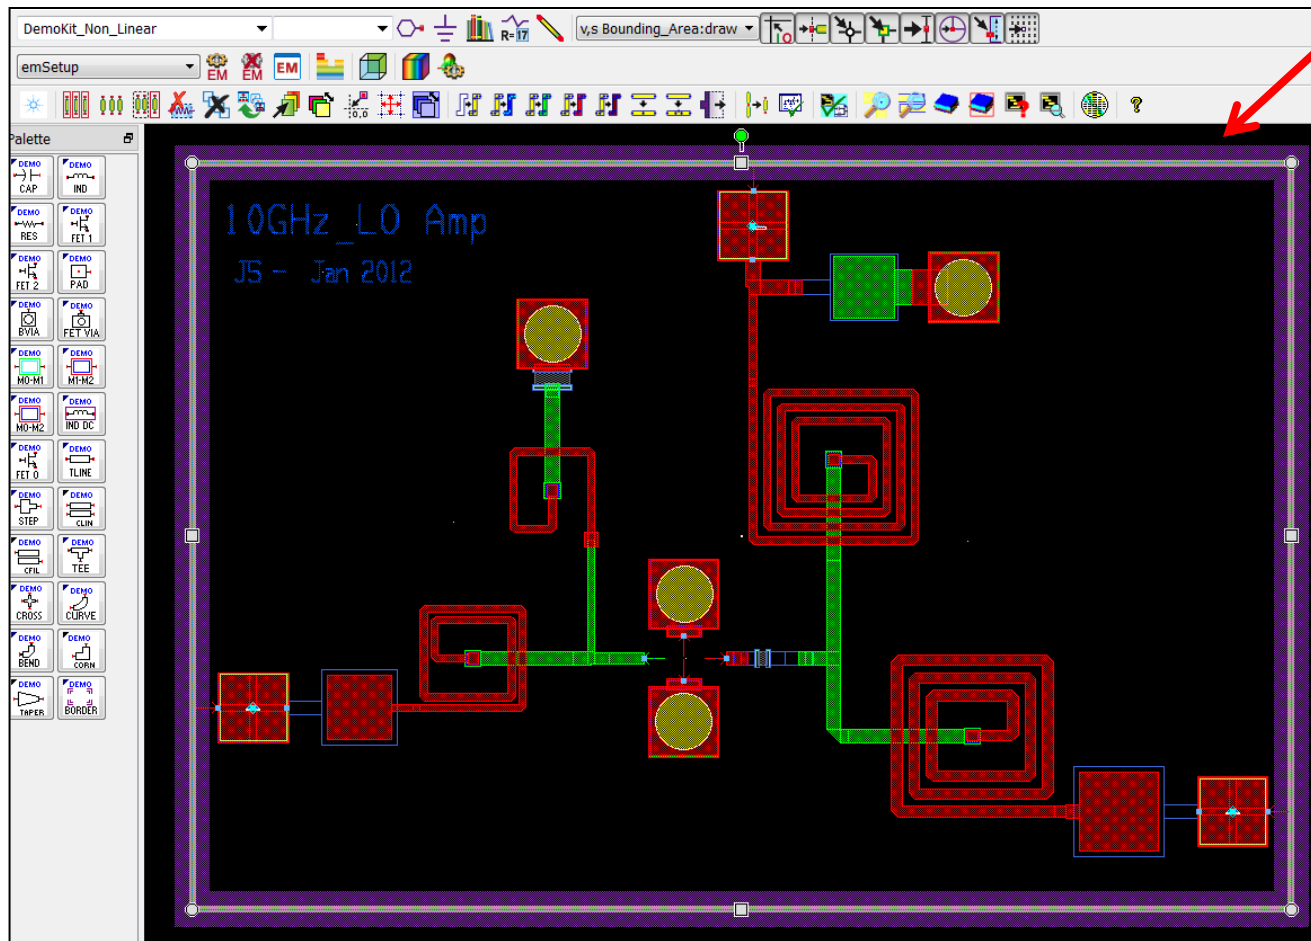 DemoKit_Non_Linear
R=17
v,s Bounding_Area:draw
emSetup
EM
EM
EM
0,0
Palette
DEMO CAP
DEMO IND
DEMO RES
DEMO FET 1
DEMO FET 2
DEMO PAD
DEMO BVIA
DEMO FET VIA
DEMO M0-M1
DEMO M1-M2
DEMO M0-M2
DEMO IND DC
DEMO FET 0
DEMO TLINE
DEMO STEP
DEMO CLIN
DEMO CFIL
DEMO TEE
DEMO CROSS
DEMO CURVE
DEMO BEND
DEMO CORN
DEMO TAPER
DEMO BORDER
10GHz_LO Amp
JS - Jan 2012